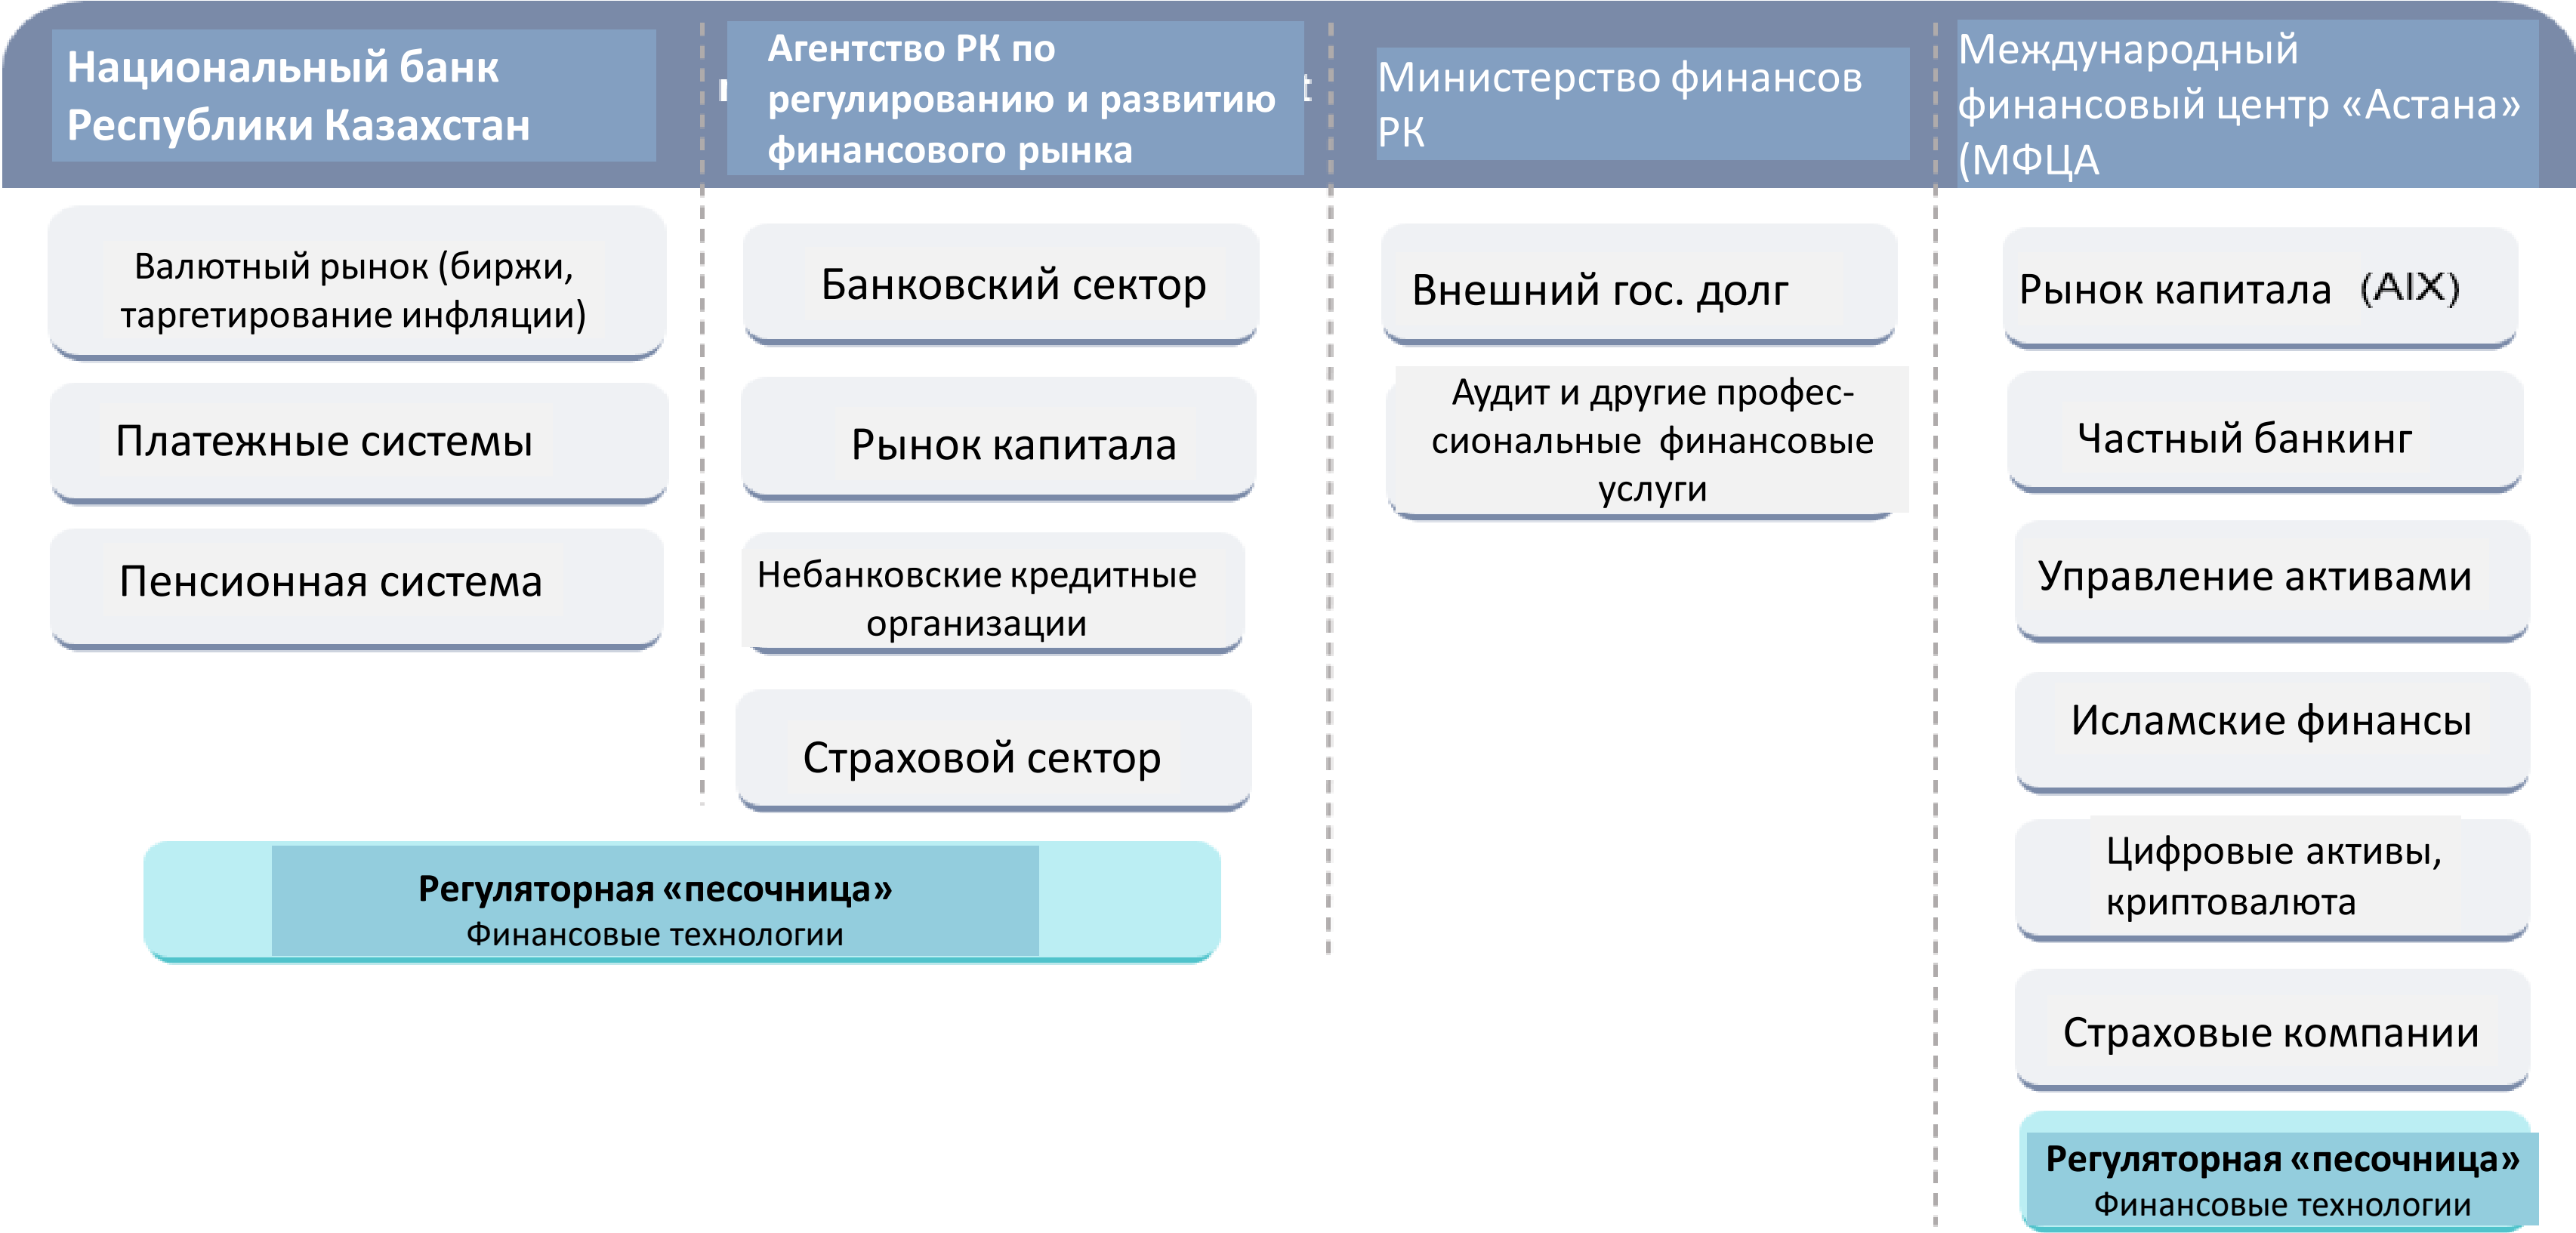 Национальный банк
Республики Казахстан
Валютный рынок (биржи,
таргетирование инфляции)
Платежные системы
Пенсионная система
Агентство РК по
регулированию и развитию
финансового рынка
Банковский сектор
Рынок капитала
Небанковские кредитные
организации
Страховой сектор
Регуляторная «песочница»
Финансовые технологии
Министерство финансов
РК
Внешний гос. долг
Аудит и другие профес-
сиональные финансовые
услуги
Международный
финансовый центр «Астана»
(МФЦА
Рынок капитала (AIX)
Частный банкинг
Управление активами
Исламские финансы
Цифровые активы,
криптовалюта
Страховые компании
Регуляторная «песочница»
Финансовые технологии